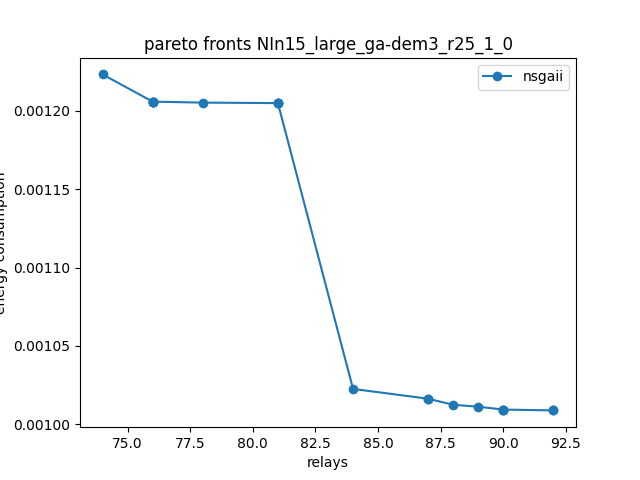 pareto fronts NIn15_large_ga-dem3_r25_1_0
nsgaii
0.00120
0.00115
0.00110
0.00105
0.00100
energy consumption
75.0 77.5 80.0 82.5 85.0 87.5 90.0 92.5
relays